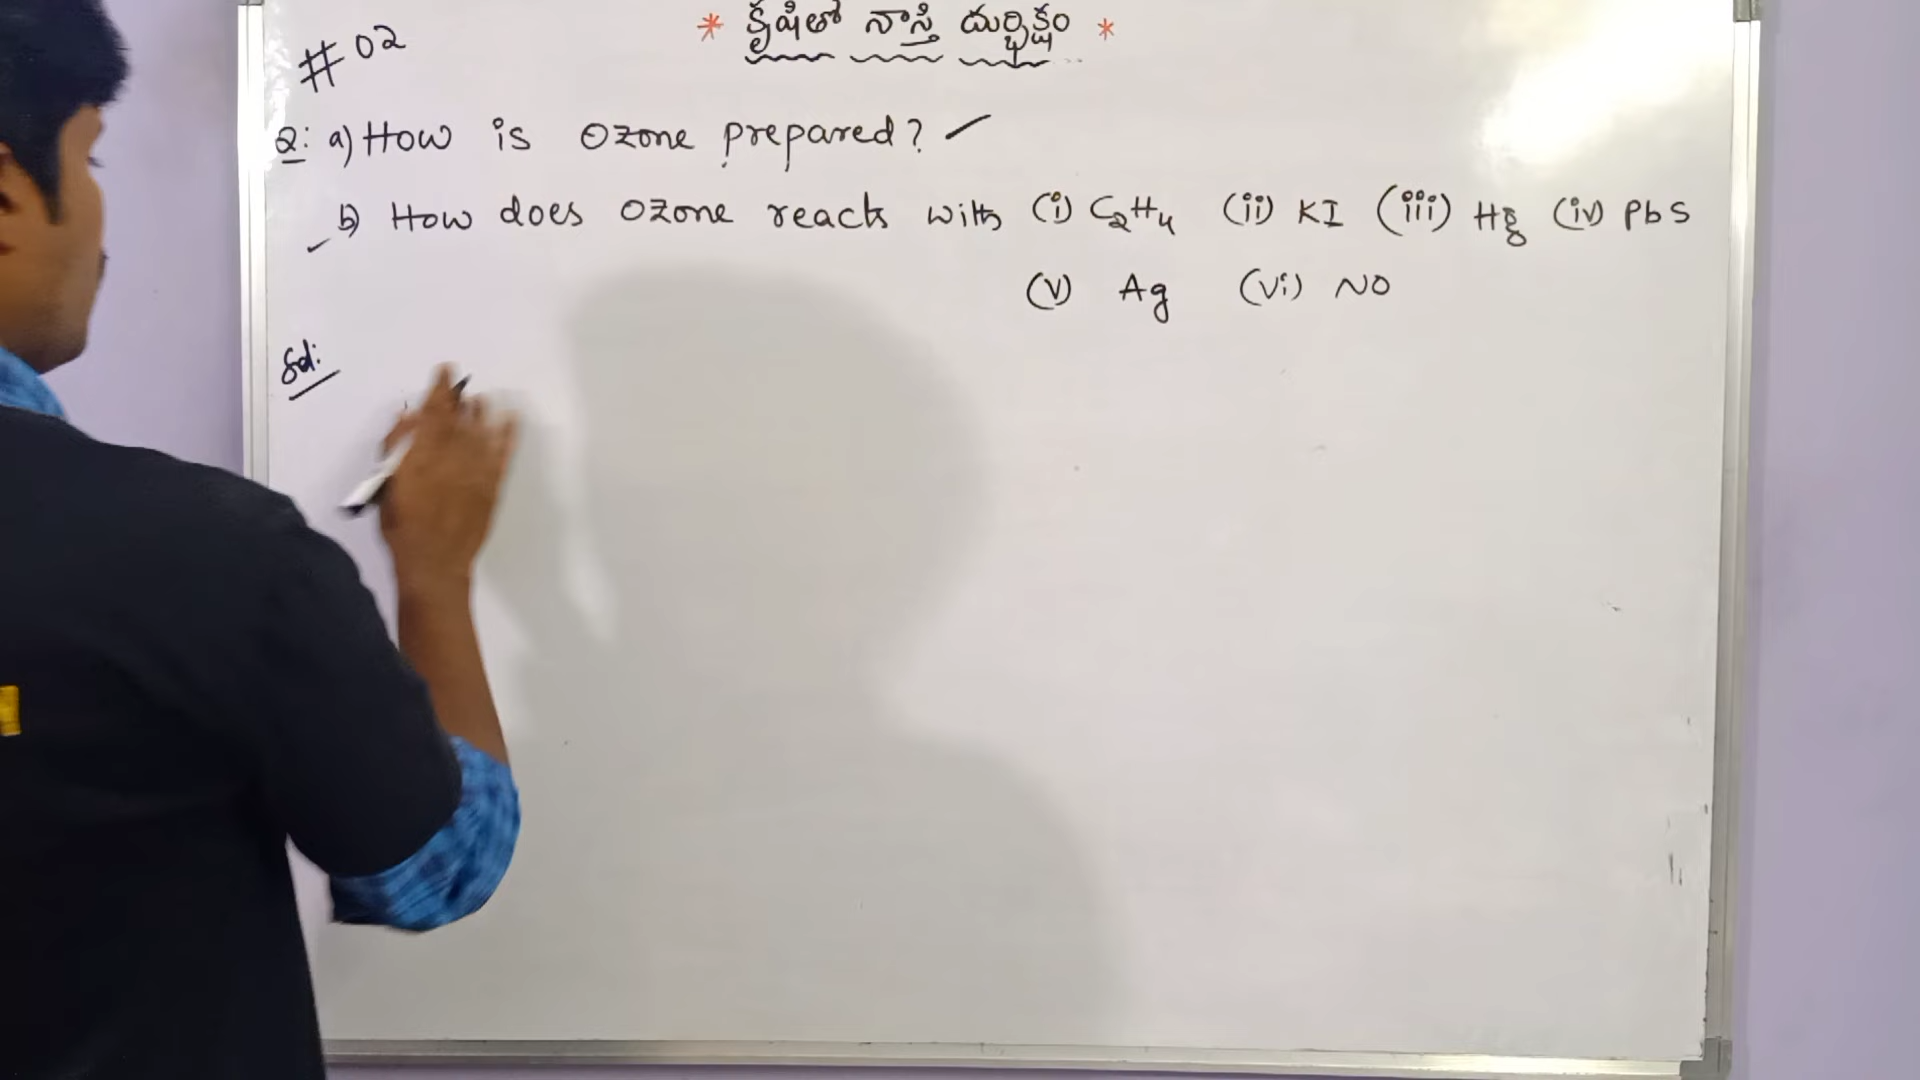 * కృషితో నాస్తి దుర్భిక్షం *
#02
Q: a) How is Ozone prepared?
b) How does Ozone reacts with (i) C₂H₄ (ii) KI (iii) Hg (iv) PbS
(v) Ag (vi) NO
Sol: